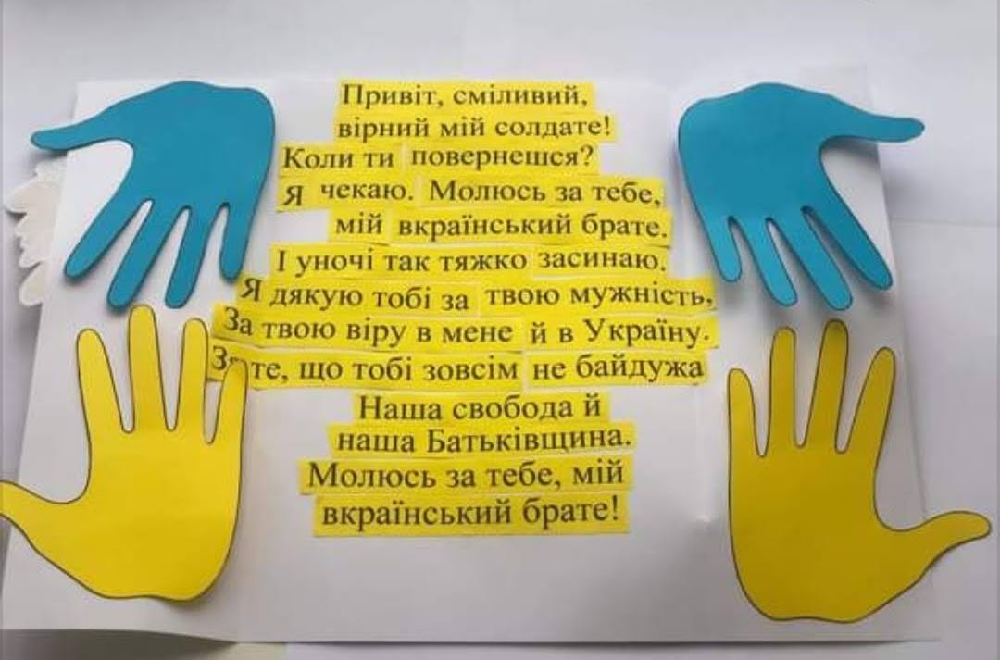 Привіт, сміливий,
вірний мій солдате!
Коли ти повернешся?
Я чекаю. Молюсь за тебе,
мій вкраїнський брате.
І уночі так тяжко засинаю.
Я дякую тобі за твою мужність,
За твою віру в мене й в Україну.
За те, що тобі зовсім не байдужа
Наша свобода й
наша Батьківщина.
Молюсь за тебе, мій
вкраїнський брате!